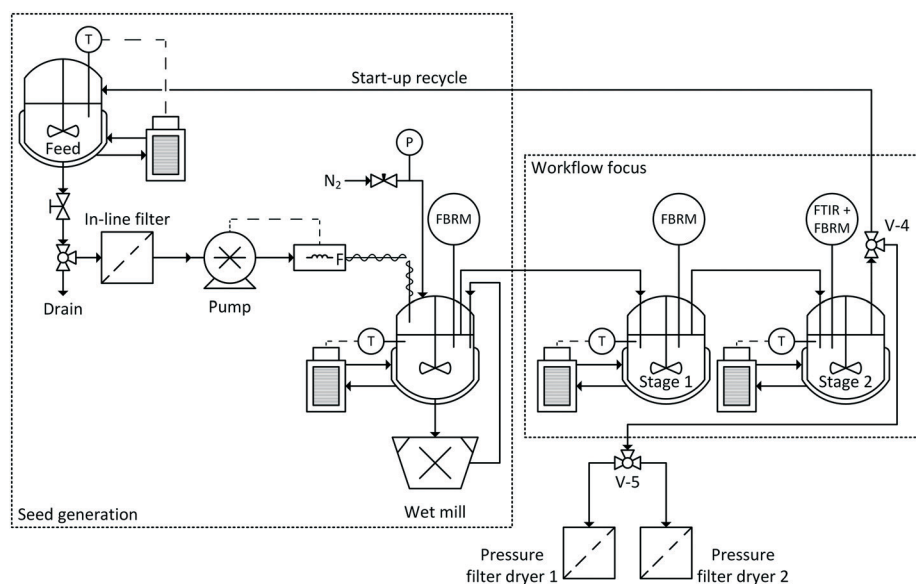 T
Start-up recycle
Feed
P
Workflow focus
N₂
In-line filter
FBRM
FBRM
FTIR +
FBRM
V-4
F
Drain
Pump
T
T
T
Stage 1
Stage 2
V-5
Wet mill
Seed generation
Pressure
filter dryer 1
Pressure
filter dryer 2